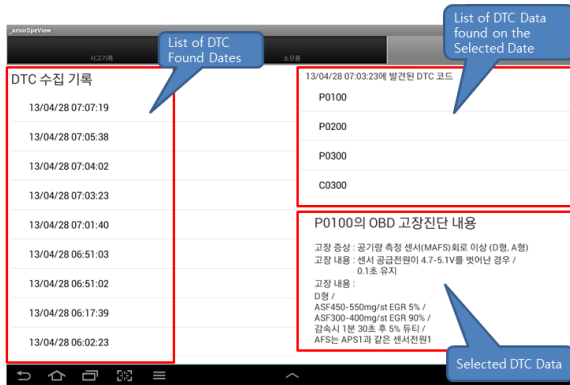 _amorSpeView
사고기록
소모품
List of DTC
Found Dates
List of DTC Data
found on the
Selected Date
DTC 수집 기록
13/04/28 07:07:19
13/04/28 07:05:38
13/04/28 07:04:02
13/04/28 07:03:23
13/04/28 07:01:40
13/04/28 06:51:03
13/04/28 06:51:02
13/04/28 06:17:39
13/04/28 06:02:23
13/04/28 07:03:23에 발견된 DTC 코드
P0100
P0200
P0300
C0300
P0100의 OBD 고장진단 내용
고장 증상 : 공기량 측정 센서(MAFS)회로 이상 (D형, A형)
고장 내용 : 센서 공급전원이 4.7-5.1V를 벗어난 경우 /
0.1초 유지
고장 내용 :
D형 /
ASF450-550mg/st EGR 5% /
ASF300-400mg/st EGR 90% /
감속시 1분 30초 후 5% 듀티 /
AFS는 APS1과 같은 센서전원1
Selected DTC Data